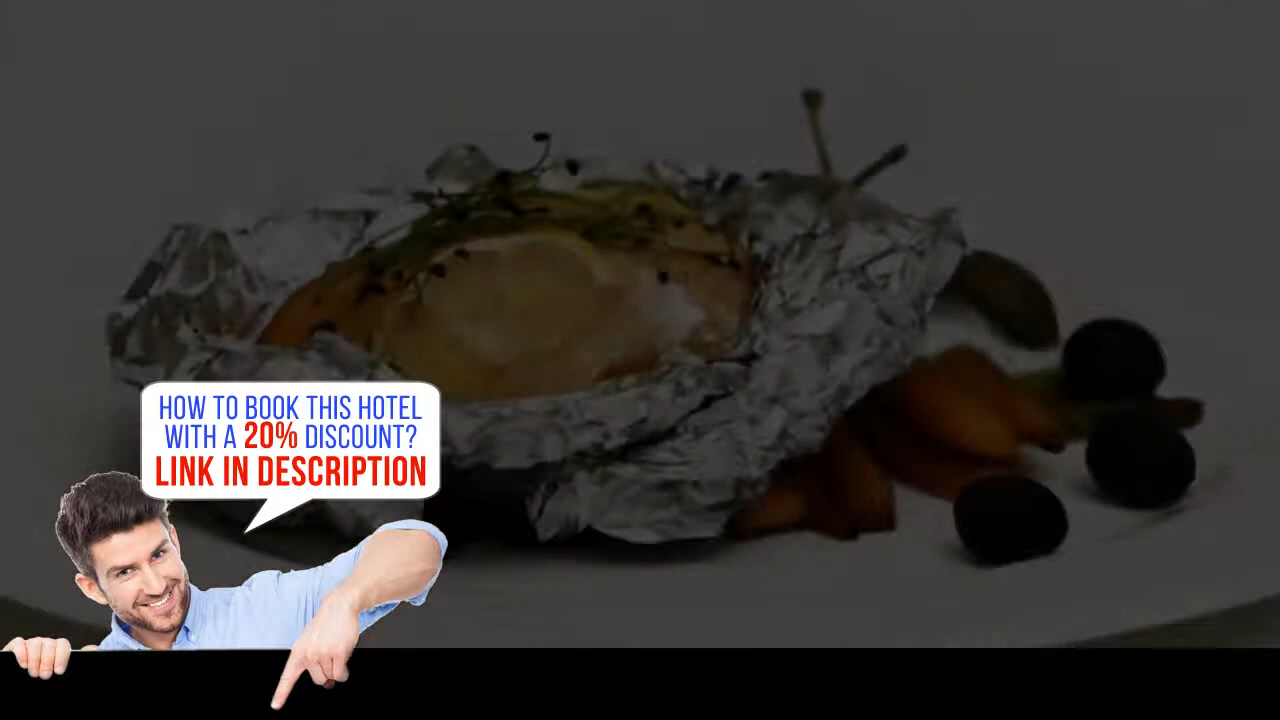 HOW TO BOOK THIS HOTEL
WITH A 20% DISCOUNT?
LINK IN DESCRIPTION